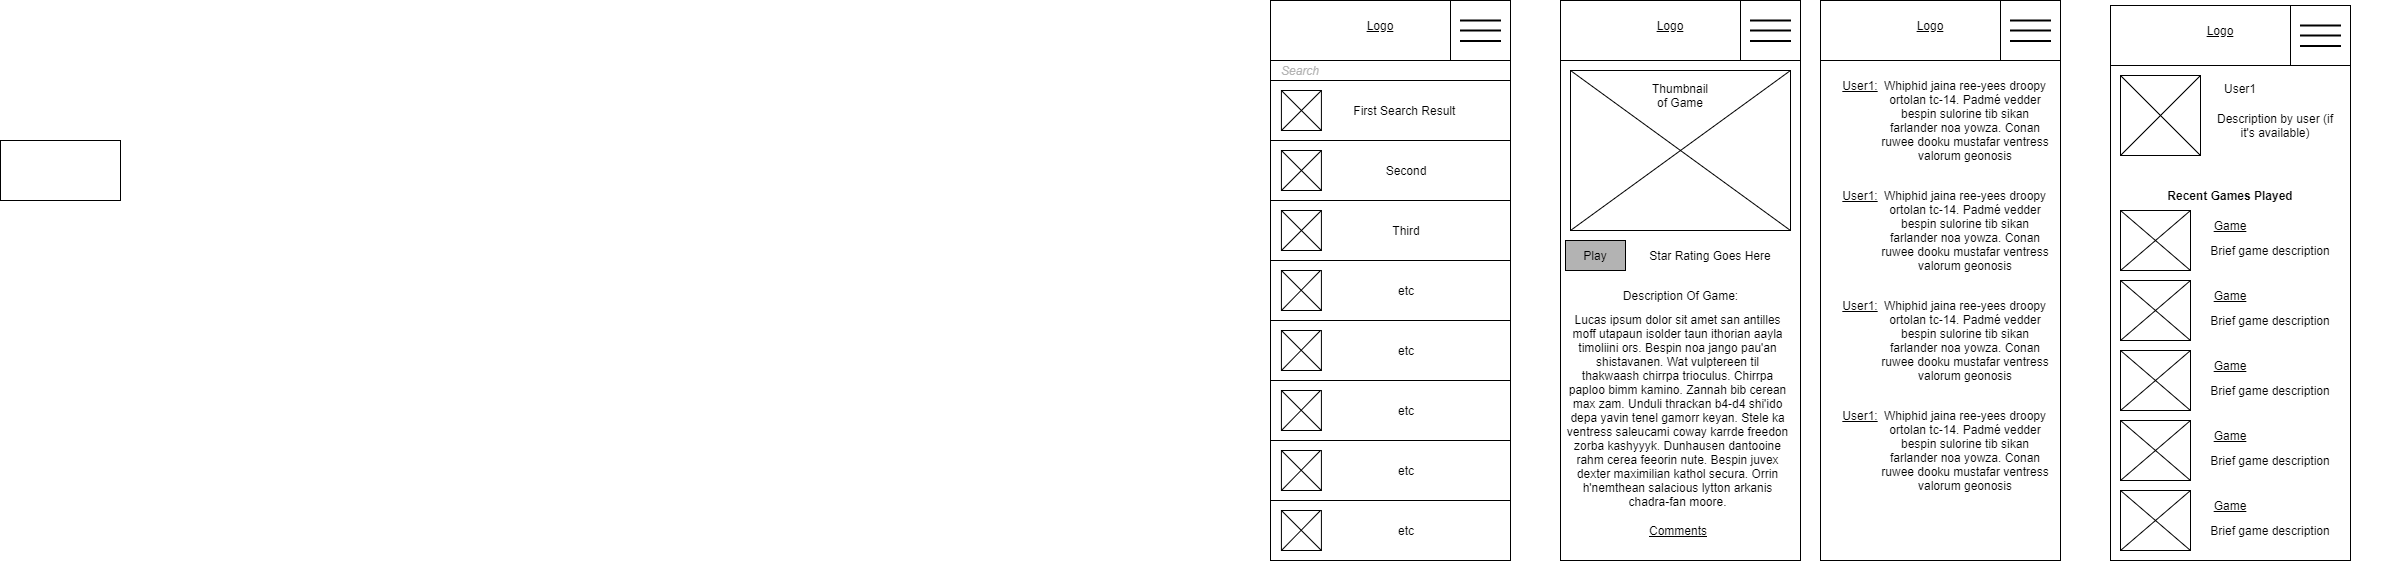 Logo
Search
First Search Result
Second
Third
etc
etc
etc
etc
etc
Logo
Thumbnail
of Game
Play
Star Rating Goes Here
Description Of Game:
Lucas ipsum dolor sit amet san antilles
moff utapaun isolder taun ithorian aayla
timoliini ors. Bespin noa jango pau'an
shistavanen. Wat vulptereen til
thakwaash chirrpa trioculus. Chirrpa
paploo bimm kamino. Zannah bib cerean
max zam. Unduli thrackan b4-d4 shi'ido
depa yavin tenel gamorr keyan. Stele ka
ventress saleucami coway karrde freedon
zorba kashyyyk. Dunhausen dantooine
rahm cerea feeorin nute. Bespin juvex
dexter maximilian kathol secura. Orrin
h'nemthean salacious lytton arkanis
chadra-fan moore.
Comments
Logo
User1: Whiphid jaina ree-yees droopy
ortolan tc-14. Padmé vedder
bespin sulorine tib sikan
farlander noa yowza. Conan
ruwee dooku mustafar ventress
valorum geonosis
User1: Whiphid jaina ree-yees droopy
ortolan tc-14. Padmé vedder
bespin sulorine tib sikan
farlander noa yowza. Conan
ruwee dooku mustafar ventress
valorum geonosis
User1: Whiphid jaina ree-yees droopy
ortolan tc-14. Padmé vedder
bespin sulorine tib sikan
farlander noa yowza. Conan
ruwee dooku mustafar ventress
valorum geonosis
User1: Whiphid jaina ree-yees droopy
ortolan tc-14. Padmé vedder
bespin sulorine tib sikan
farlander noa yowza. Conan
ruwee dooku mustafar ventress
valorum geonosis
Logo
User1
Description by user (if
it's available)
Recent Games Played
Game
Brief game description
Game
Brief game description
Game
Brief game description
Game
Brief game description
Game
Brief game description